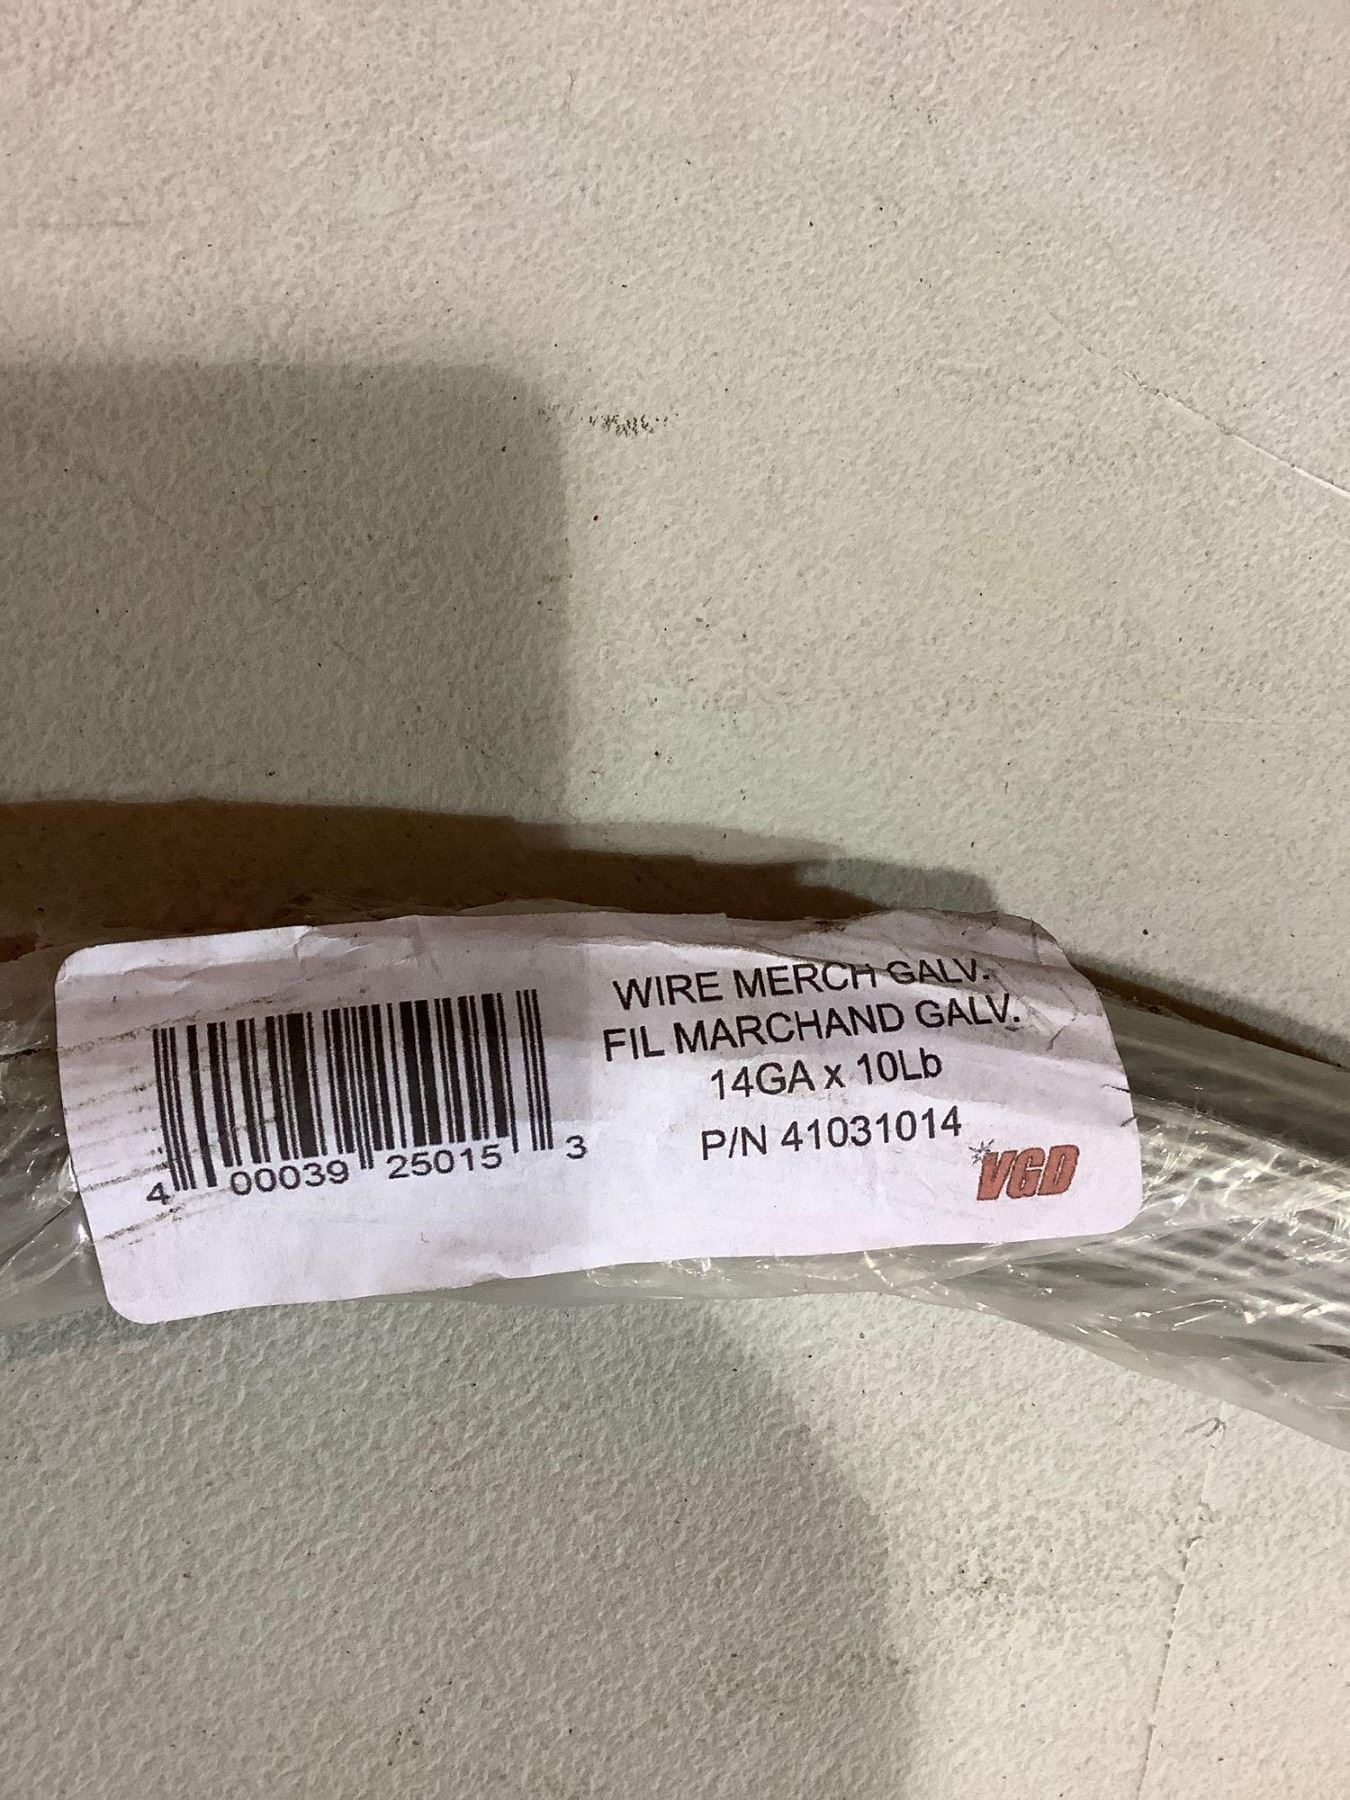 WIRE MERCH GALV.
FIL MARCHAND GALV.
14GA x 10Lb
P/N 41031014
VGD
4 00039 25015 3